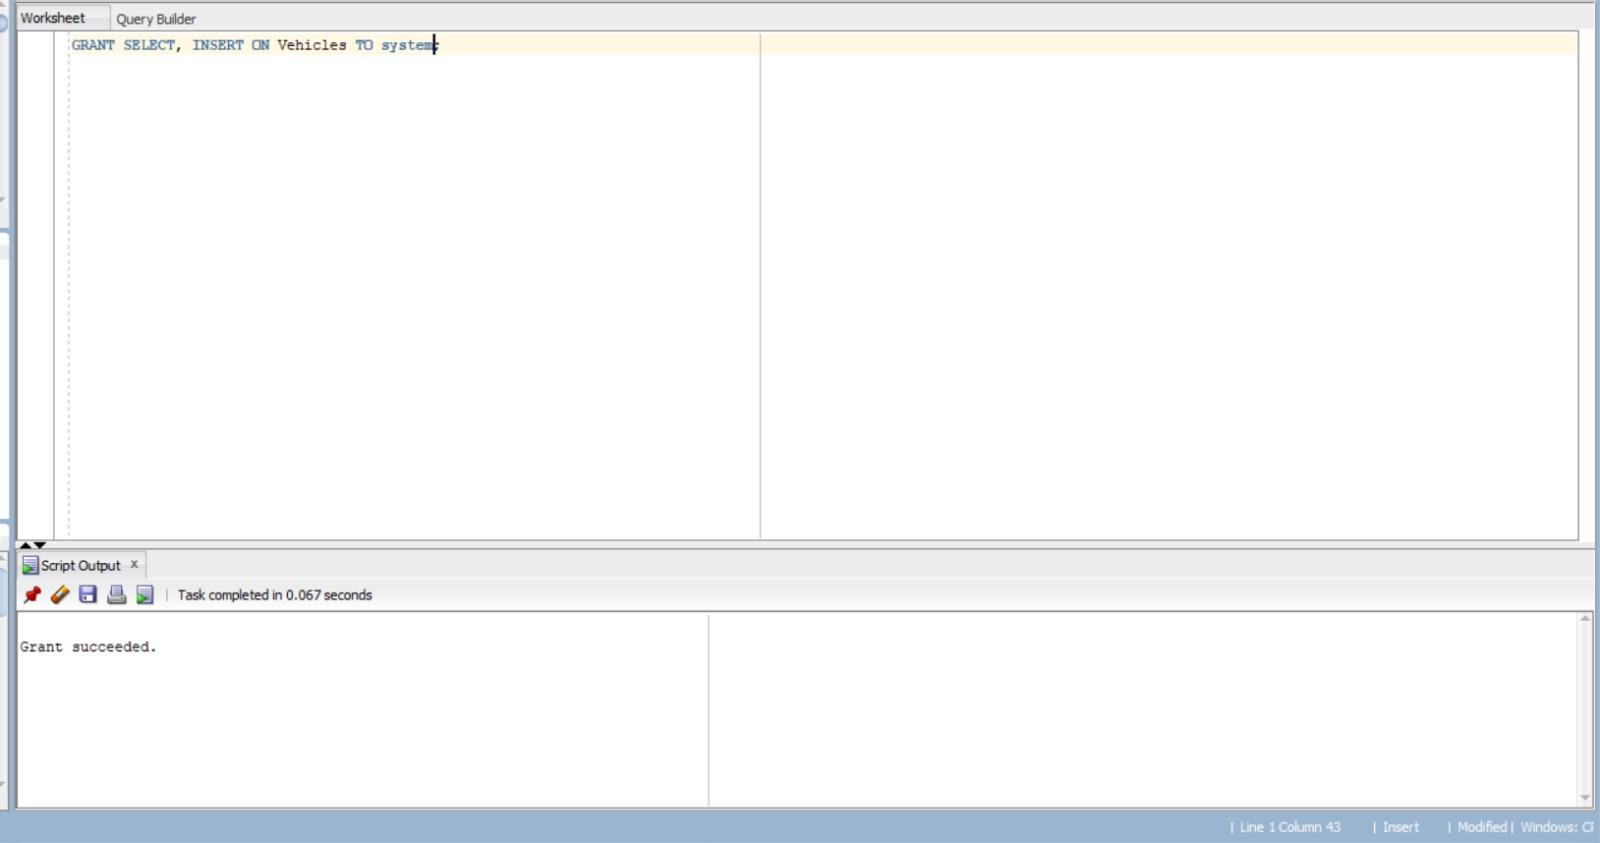 Worksheet Query Builder
GRANT SELECT, INSERT ON Vehicles TO system;
Script Output x
Task completed in 0.067 seconds
Grant succeeded.
| Line 1 Column 43 | Insert | Modified | Windows: CR